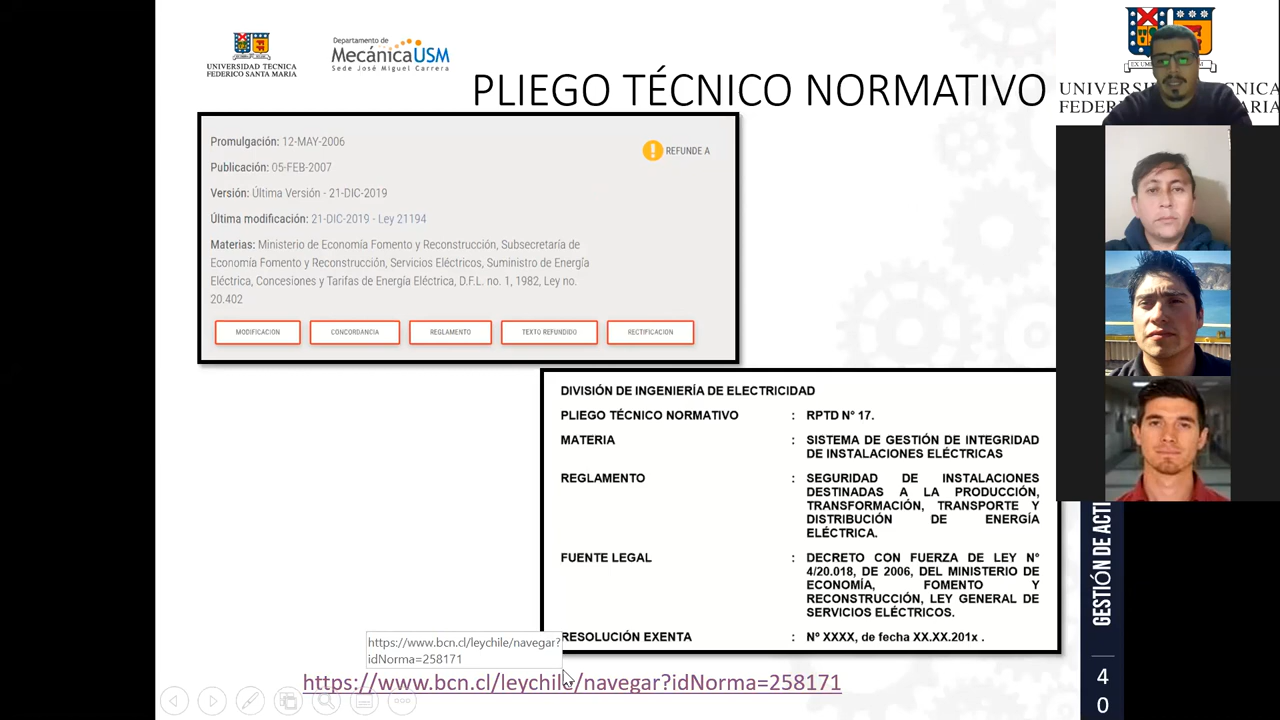 UNIVERSIDAD TECNICA
FEDERICO SANTA MARIA
Departamento de
MecánicaUSM
Sede José Miguel Carrera
PLIEGO TÉCNICO NORMATIVO
Promulgación: 12-MAY-2006
REFUNDE A
Publicación: 05-FEB-2007
Versión: Última Versión - 21-DIC-2019
Última modificación: 21-DIC-2019 - Ley 21194
Materias: Ministerio de Economía Fomento y Reconstrucción, Subsecretaría de
Economía Fomento y Reconstrucción, Servicios Eléctricos, Suministro de Energía
Eléctrica, Concesiones y Tarifas de Energía Eléctrica, D.F.L. no. 1, 1982, Ley no.
20.402
MODIFICACION CONCORDANCIA REGLAMENTO TEXTO REFUNDIDO RECTIFICACION
DIVISIÓN DE INGENIERÍA DE ELECTRICIDAD
PLIEGO TÉCNICO NORMATIVO : RPTD N° 17.
MATERIA : SISTEMA DE GESTIÓN DE INTEGRIDAD
DE INSTALACIONES ELÉCTRICAS
REGLAMENTO : SEGURIDAD DE INSTALACIONES
DESTINADAS A LA PRODUCCIÓN,
TRANSFORMACIÓN, TRANSPORTE Y
DISTRIBUCIÓN DE ENERGÍA
ELÉCTRICA.
FUENTE LEGAL : DECRETO CON FUERZA DE LEY N°
4/20.018, DE 2006, DEL MINISTERIO DE
ECONOMÍA, FOMENTO Y
RECONSTRUCCIÓN, LEY GENERAL DE
SERVICIOS ELÉCTRICOS.
RESOLUCIÓN EXENTA : Nº XXXX, de fecha XX.XX.201x .
https://www.bcn.cl/leychile/navegar?
idNorma=258171
https://www.bcn.cl/leychile/navegar?idNorma=258171
GESTIÓN DE ACTI
4
0